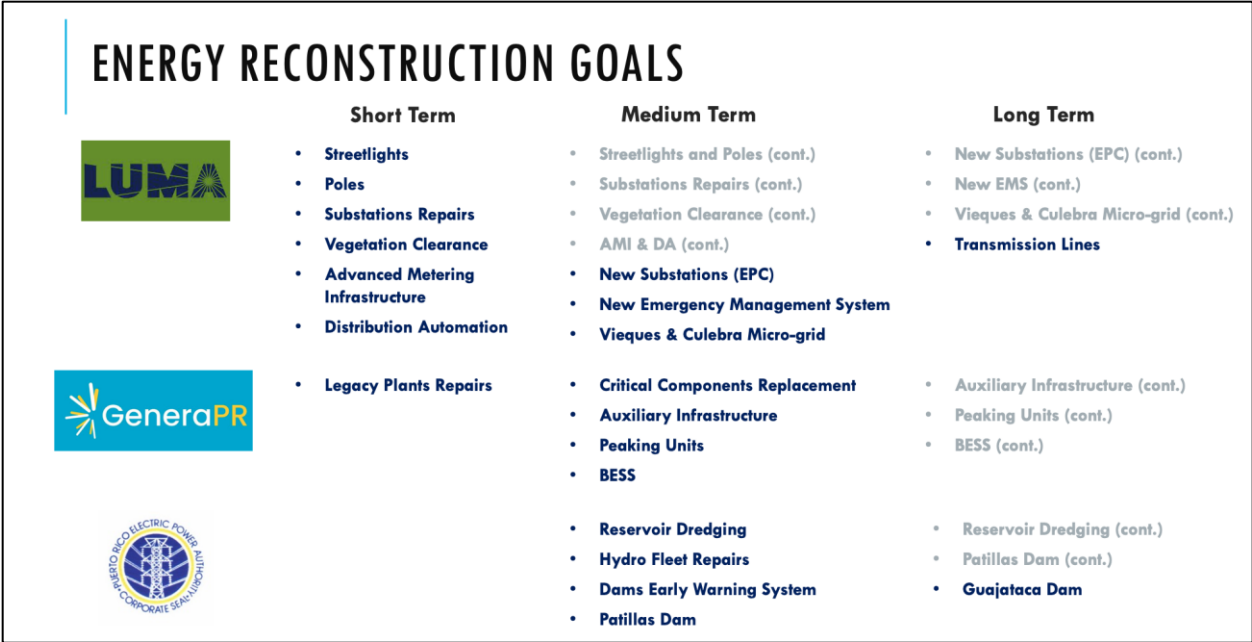 ENERGY RECONSTRUCTION GOALS
Short Term
Medium Term
Long Term
LUMA
• Streetlights
• Poles
• Substations Repairs
• Vegetation Clearance
• Advanced Metering
Infrastructure
• Distribution Automation
• Streetlights and Poles (cont.)
• Substations Repairs (cont.)
• Vegetation Clearance (cont.)
• AMI & DA (cont.)
• New Substations (EPC)
• New Emergency Management System
• Vieques & Culebra Micro-grid
• New Substations (EPC) (cont.)
• New EMS (cont.)
• Vieques & Culebra Micro-grid (cont.)
• Transmission Lines
GeneraPR
• Legacy Plants Repairs
• Critical Components Replacement
• Auxiliary Infrastructure
• Peaking Units
• BESS
• Auxiliary Infrastructure (cont.)
• Peaking Units (cont.)
• BESS (cont.)
PUERTO RICO ELECTRIC POWER AUTHORITY
CORPORATE SEAL
• Reservoir Dredging
• Hydro Fleet Repairs
• Dams Early Warning System
• Patillas Dam
• Reservoir Dredging (cont.)
• Patillas Dam (cont.)
• Guajataca Dam